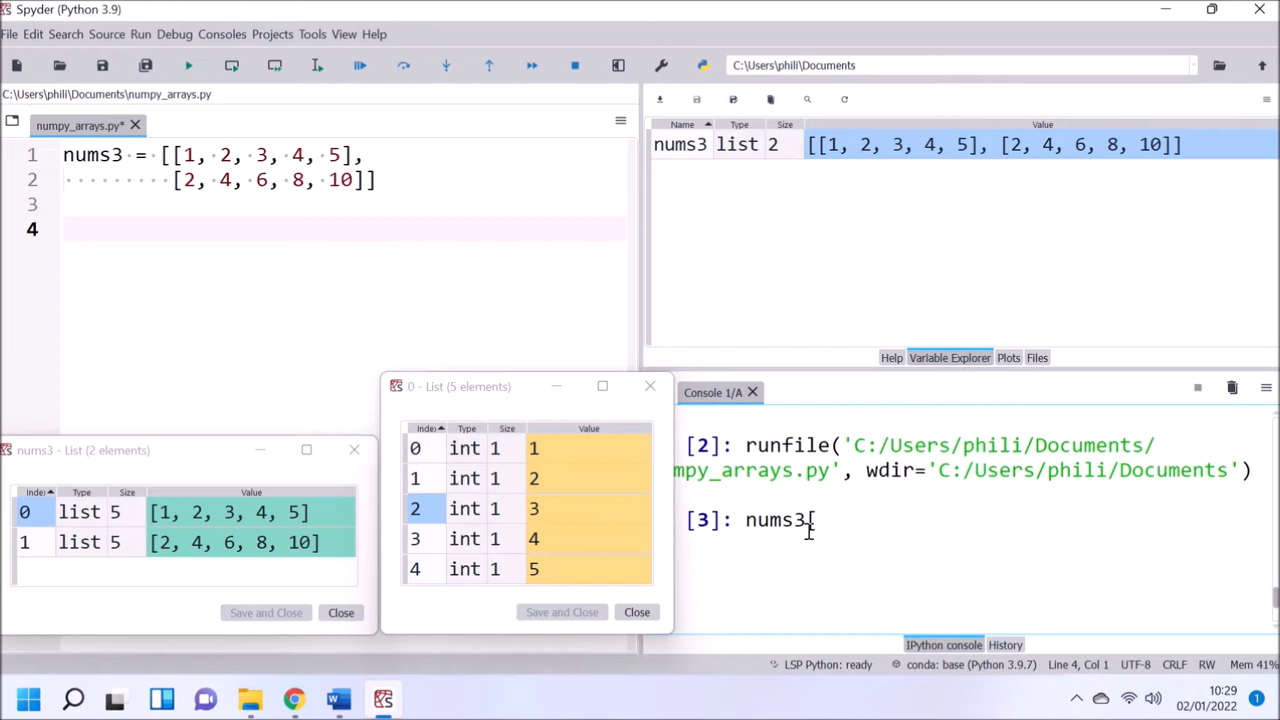 Spyder (Python 3.9)
File Edit Search Source Run Debug Consoles Projects Tools View Help
C:\Users\phili\Documents
C:\Users\phili\Documents\numpy_arrays.py
numpy_arrays.py*
1 nums3 = [[1, 2, 3, 4, 5],
2 [2, 4, 6, 8, 10]]
3
4
Name Type Size Value
nums3 list 2 [[1, 2, 3, 4, 5], [2, 4, 6, 8, 10]]
Help Variable Explorer Plots Files
nums3 - List (2 elements)
Index Type Size Value
0 list 5 [1, 2, 3, 4, 5]
1 list 5 [2, 4, 6, 8, 10]
Save and Close Close
0 - List (5 elements)
Index Type Size Value
0 int 1 1
1 int 1 2
2 int 1 3
3 int 1 4
4 int 1 5
Save and Close Close
Console 1/A
[2]: runfile('C:/Users/phili/Documents/
mpy_arrays.py', wdir='C:/Users/phili/Documents')
[3]: nums3[
IPython console History
LSP Python: ready conda: base (Python 3.9.7) Line 4, Col 1 UTF-8 CRLF RW Mem 41%
10:29
02/01/2022
1